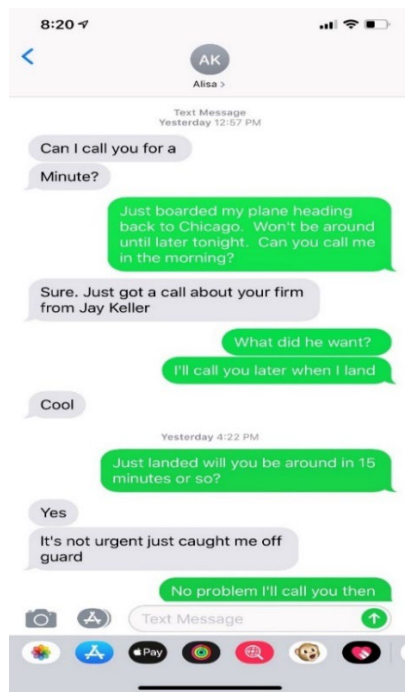 8:20
AK
Alisa >
Text Message
Yesterday 12:57 PM
Can I call you for a
Minute?
Just boarded my plane heading
back to Chicago.  Won't be around
until later tonight.  Can you call me
in the morning?
Sure. Just got a call about your firm
from Jay Keller
What did he want?
I'll call you later when I land
Cool
Yesterday 4:22 PM
Just landed will you be around in 15
minutes or so?
Yes
It's not urgent just caught me off
guard
No problem I'll call you then
Text Message
Pay